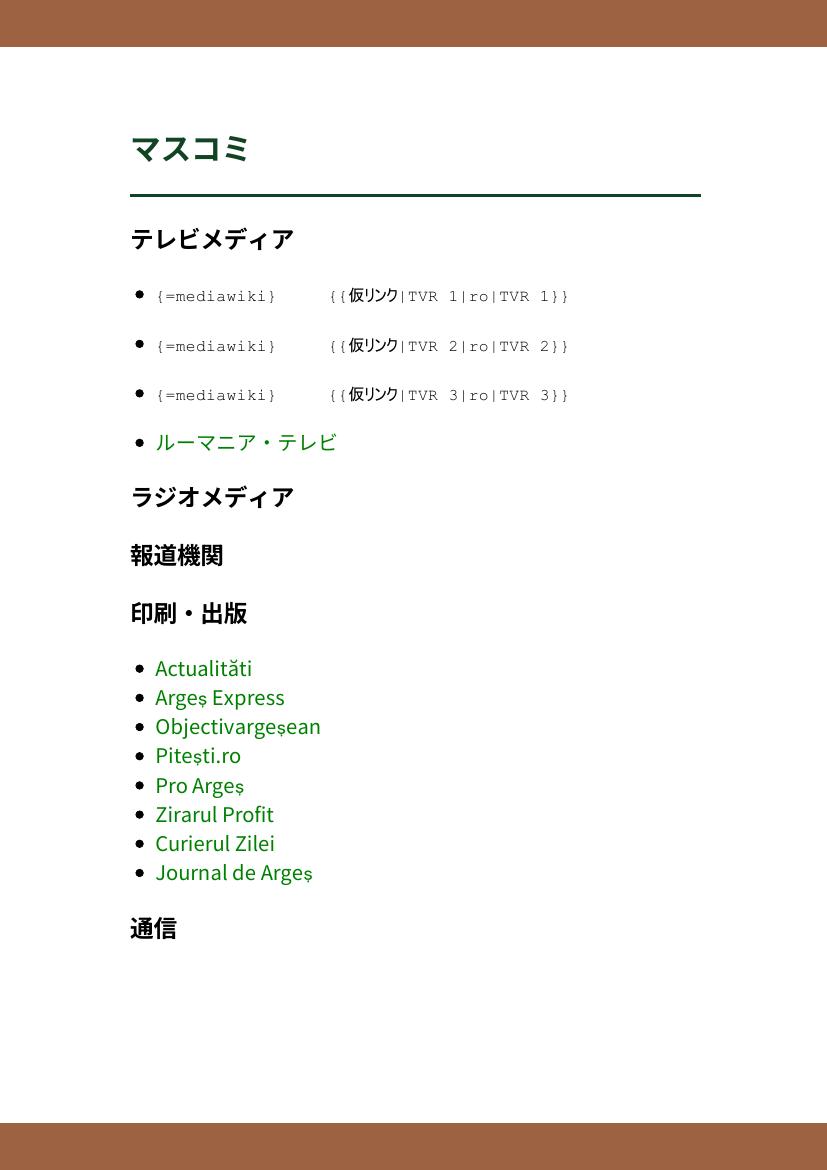 マスコミ
テレビメディア
{=mediawiki} {{仮リンク|TVR 1|ro|TVR 1}}
{=mediawiki} {{仮リンク|TVR 2|ro|TVR 2}}
{=mediawiki} {{仮リンク|TVR 3|ro|TVR 3}}
ルーマニア・テレビ
ラジオメディア
報道機関
印刷・出版
Actualităti
Argeș Express
Objectivargeșean
Pitești.ro
Pro Argeș
Zirarul Profit
Curierul Zilei
Journal de Argeș
通信